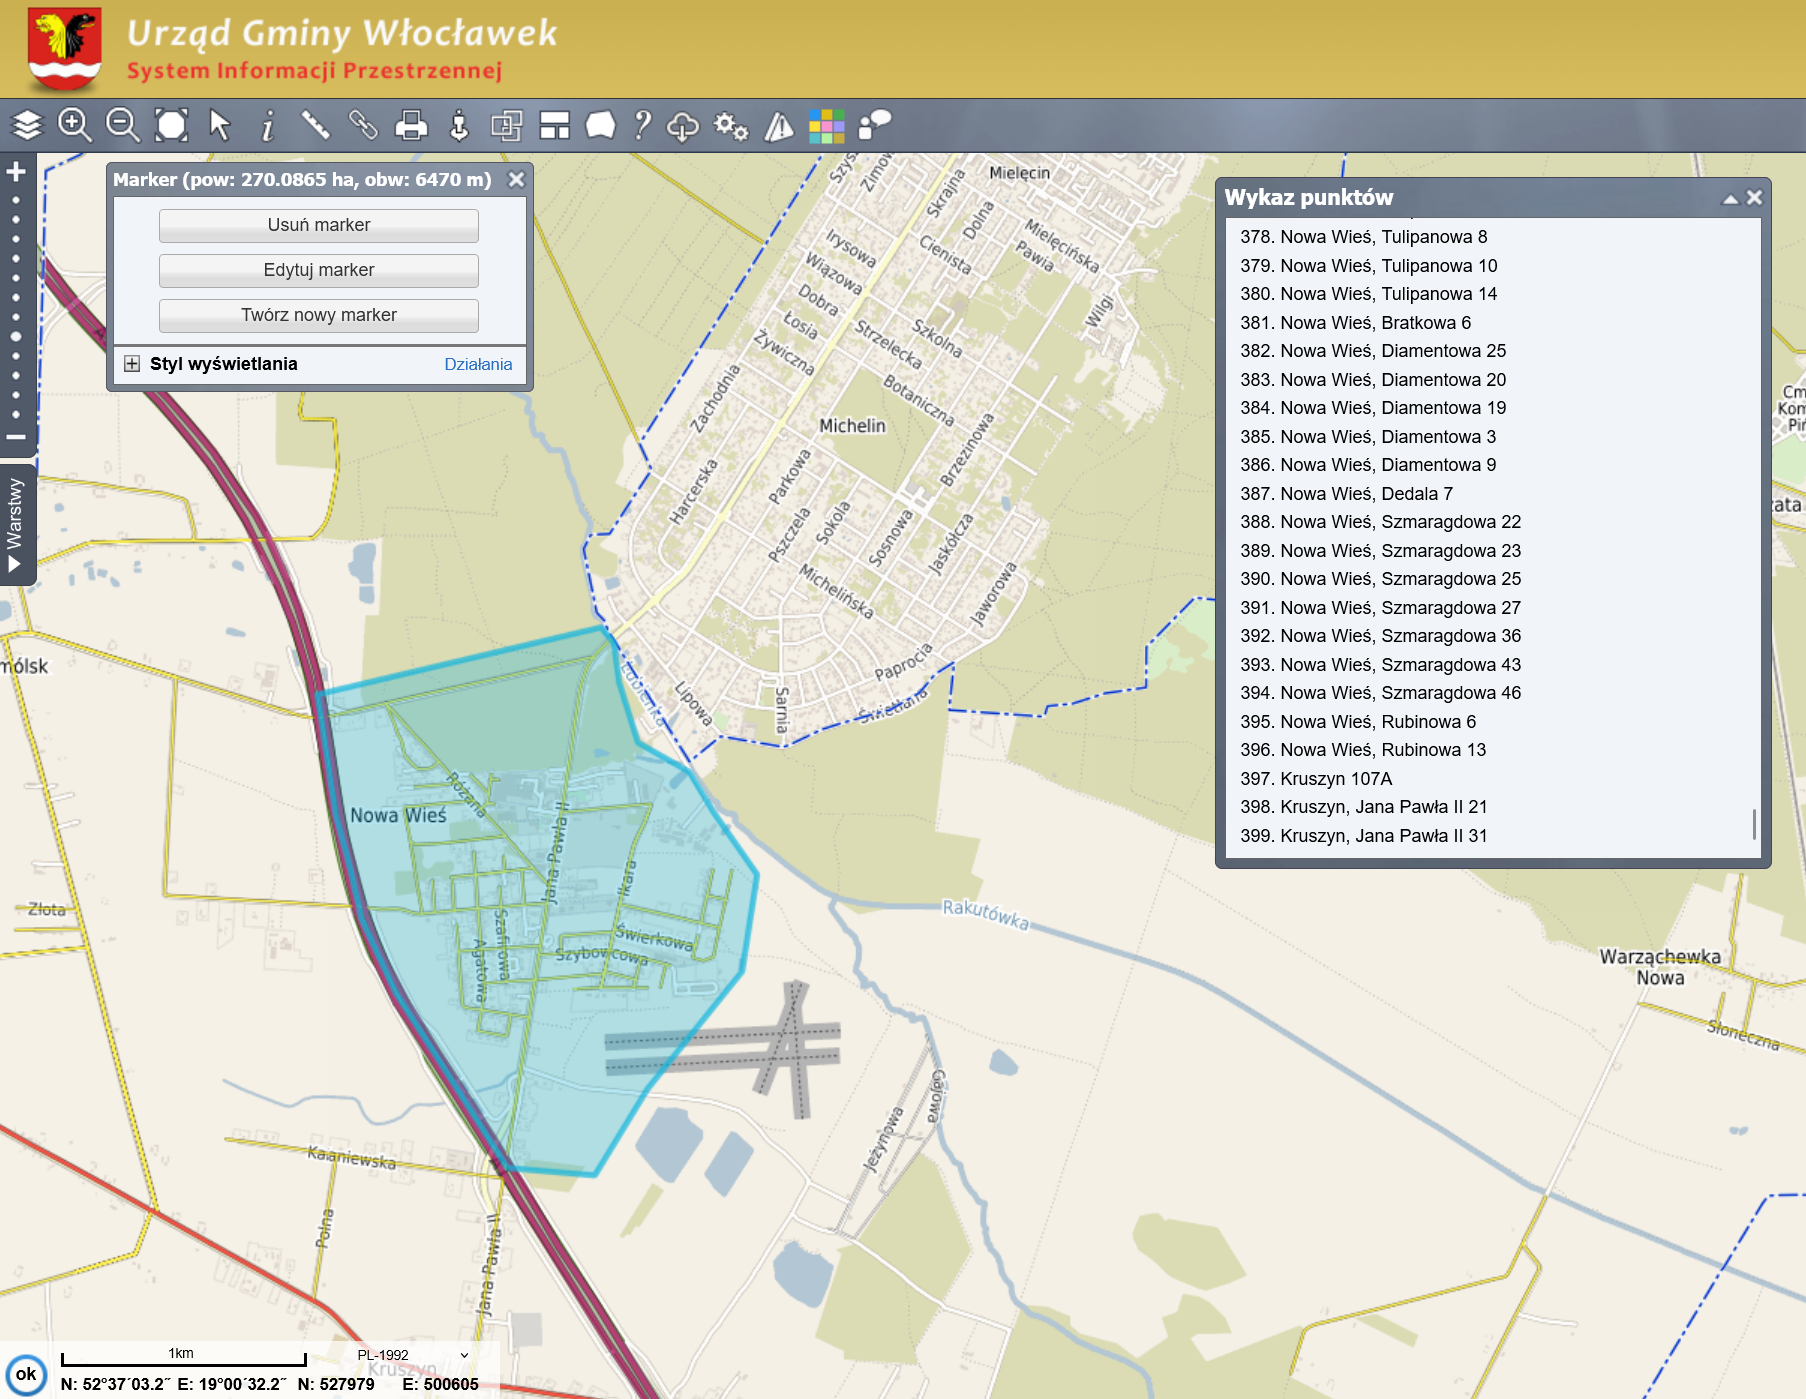 Urząd Gminy Włocławek
System Informacji Przestrzennej
Marker (pow: 270.0865 ha, obw: 6470 m)
Usuń marker
Edytuj marker
Twórz nowy marker
Styl wyświetlania
Działania
Warstwy
Wykaz punktów
378. Nowa Wieś, Tulipanowa 8
379. Nowa Wieś, Tulipanowa 10
380. Nowa Wieś, Tulipanowa 14
381. Nowa Wieś, Bratkowa 6
382. Nowa Wieś, Diamentowa 25
383. Nowa Wieś, Diamentowa 20
384. Nowa Wieś, Diamentowa 19
385. Nowa Wieś, Diamentowa 3
386. Nowa Wieś, Diamentowa 9
387. Nowa Wieś, Dedala 7
388. Nowa Wieś, Szmaragdowa 22
389. Nowa Wieś, Szmaragdowa 23
390. Nowa Wieś, Szmaragdowa 25
391. Nowa Wieś, Szmaragdowa 27
392. Nowa Wieś, Szmaragdowa 36
393. Nowa Wieś, Szmaragdowa 43
394. Nowa Wieś, Szmaragdowa 46
395. Nowa Wieś, Rubinowa 6
396. Nowa Wieś, Rubinowa 13
397. Kruszyn 107A
398. Kruszyn, Jana Pawła II 21
399. Kruszyn, Jana Pawła II 31
Mielęcin
Skrajna
Dolna
Irysowa
Cienista
Mielęcińska
Pawia
Wiązowa
Dobra
Wilgi
Łosia
Strzelecka
Szkolna
Żywiczna
Zachodnia
Botaniczna
Michelin
Brzezinowa
Parkowa
Harcerska
Pszczela
Sokola
Sosnowa
Jaskółcza
Michelińska
Jaworowa
Paprocia
Lubieńka
Lipowa
Sarnia
Świetlana
Różana
Nowa Wieś
Jana Pawła II
Ikara
Złota
Szafirowa
Agatowa
Świerkowa
Szybowcowa
Rakutówka
Warząchewka
Nowa
Słoneczna
Gajowa
Jeżynowa
Kaaniewska
Polna
Jana Pawła II
Kruszyn
1km
PL-1992
ok
N: 52°37´03.2˝ E: 19°00´32.2˝ N: 527979 E: 500605